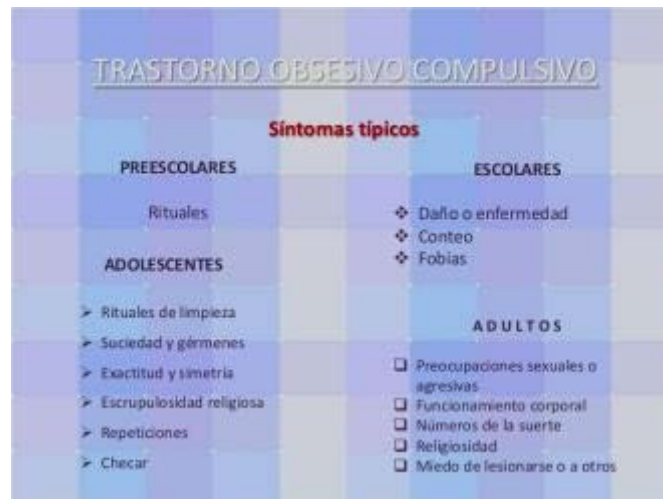 TRASTORNO OBSESIVO COMPULSIVO
Síntomas típicos
PREESCOLARES
Rituales
ADOLESCENTES
Rituales de limpieza
Suciedad y gérmenes
Exactitud y simetría
Escrupulosidad religiosa
Repeticiones
Checar
ESCOLARES
Daño o enfermedad
Conteo
Fobias
ADULTOS
Preocupaciones sexuales o
agresivas
Funcionamiento corporal
Números de la suerte
Religiosidad
Miedo de lesionarse o a otros